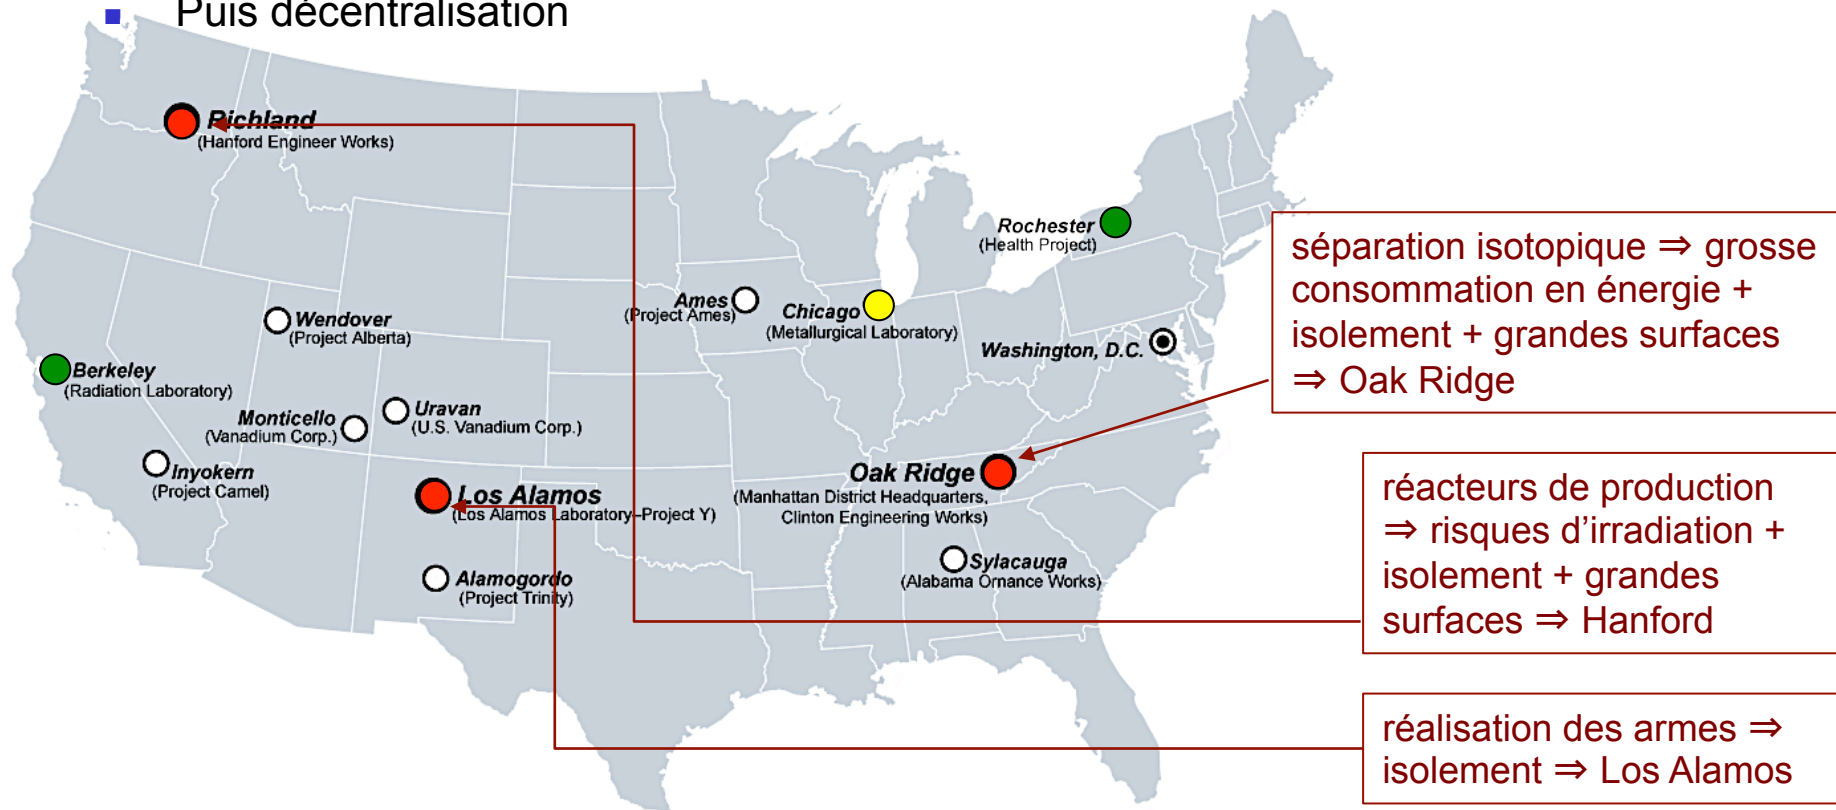 Puis décentralisation
Richland
(Hanford Engineer Works)
Rochester
(Health Project)
séparation isotopique ⇒ grosse
consommation en énergie +
isolement + grandes surfaces
⇒ Oak Ridge
Ames
(Project Ames)
Chicago
(Metallurgical Laboratory)
Wendover
(Project Alberta)
Washington, D.C.
Berkeley
(Radiation Laboratory)
Monticello
(Vanadium Corp.)
Uravan
(U.S. Vanadium Corp.)
Inyokern
(Project Camel)
Los Alamos
(Los Alamos Laboratory–Project Y)
Oak Ridge
(Manhattan District Headquarters,
Clinton Engineering Works)
réacteurs de production
⇒ risques d’irradiation +
isolement + grandes
surfaces ⇒ Hanford
Alamogordo
(Project Trinity)
Sylacauga
(Alabama Ornance Works)
réalisation des armes ⇒
isolement ⇒ Los Alamos